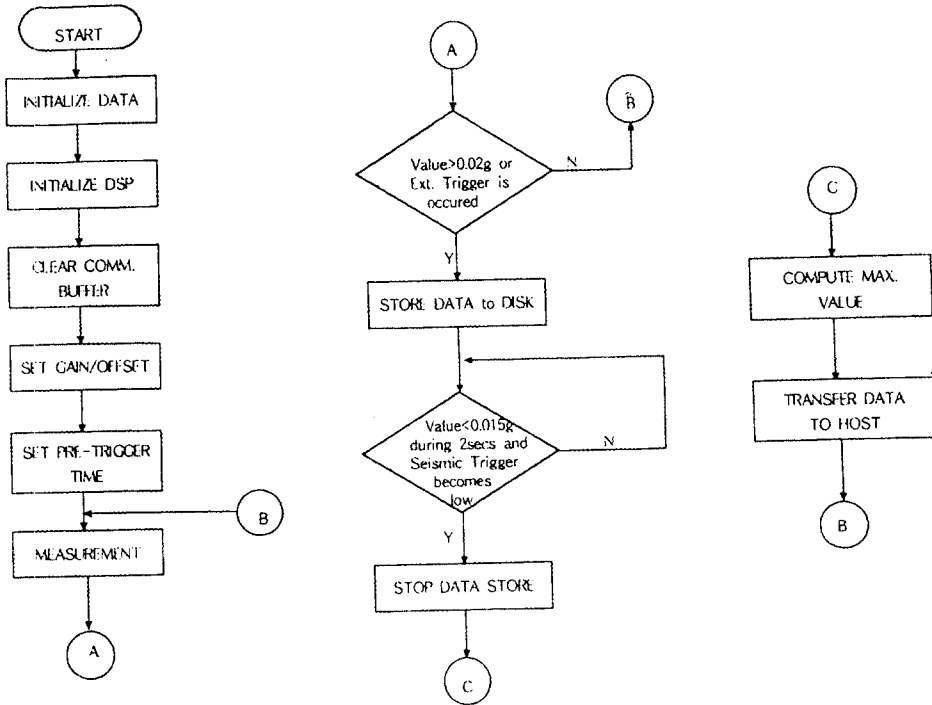 START
INITIALIZE DATA
INITIALIZE DSP
CLEAR COMM.
BUFFER
SET GAIN/OFFSET
SET PRE-TRIGGER
TIME
B
MEASUREMENT
A
A
B
Value>0.02g or
Ext. Trigger is
occured
N
Y
STORE DATA to DISK
Value<0.015g
during 2secs and
Seismic Trigger
becomes
low
N
Y
STOP DATA STORE
C
C
COMPUTE MAX.
VALUE
TRANSFER DATA
TO HOST
B